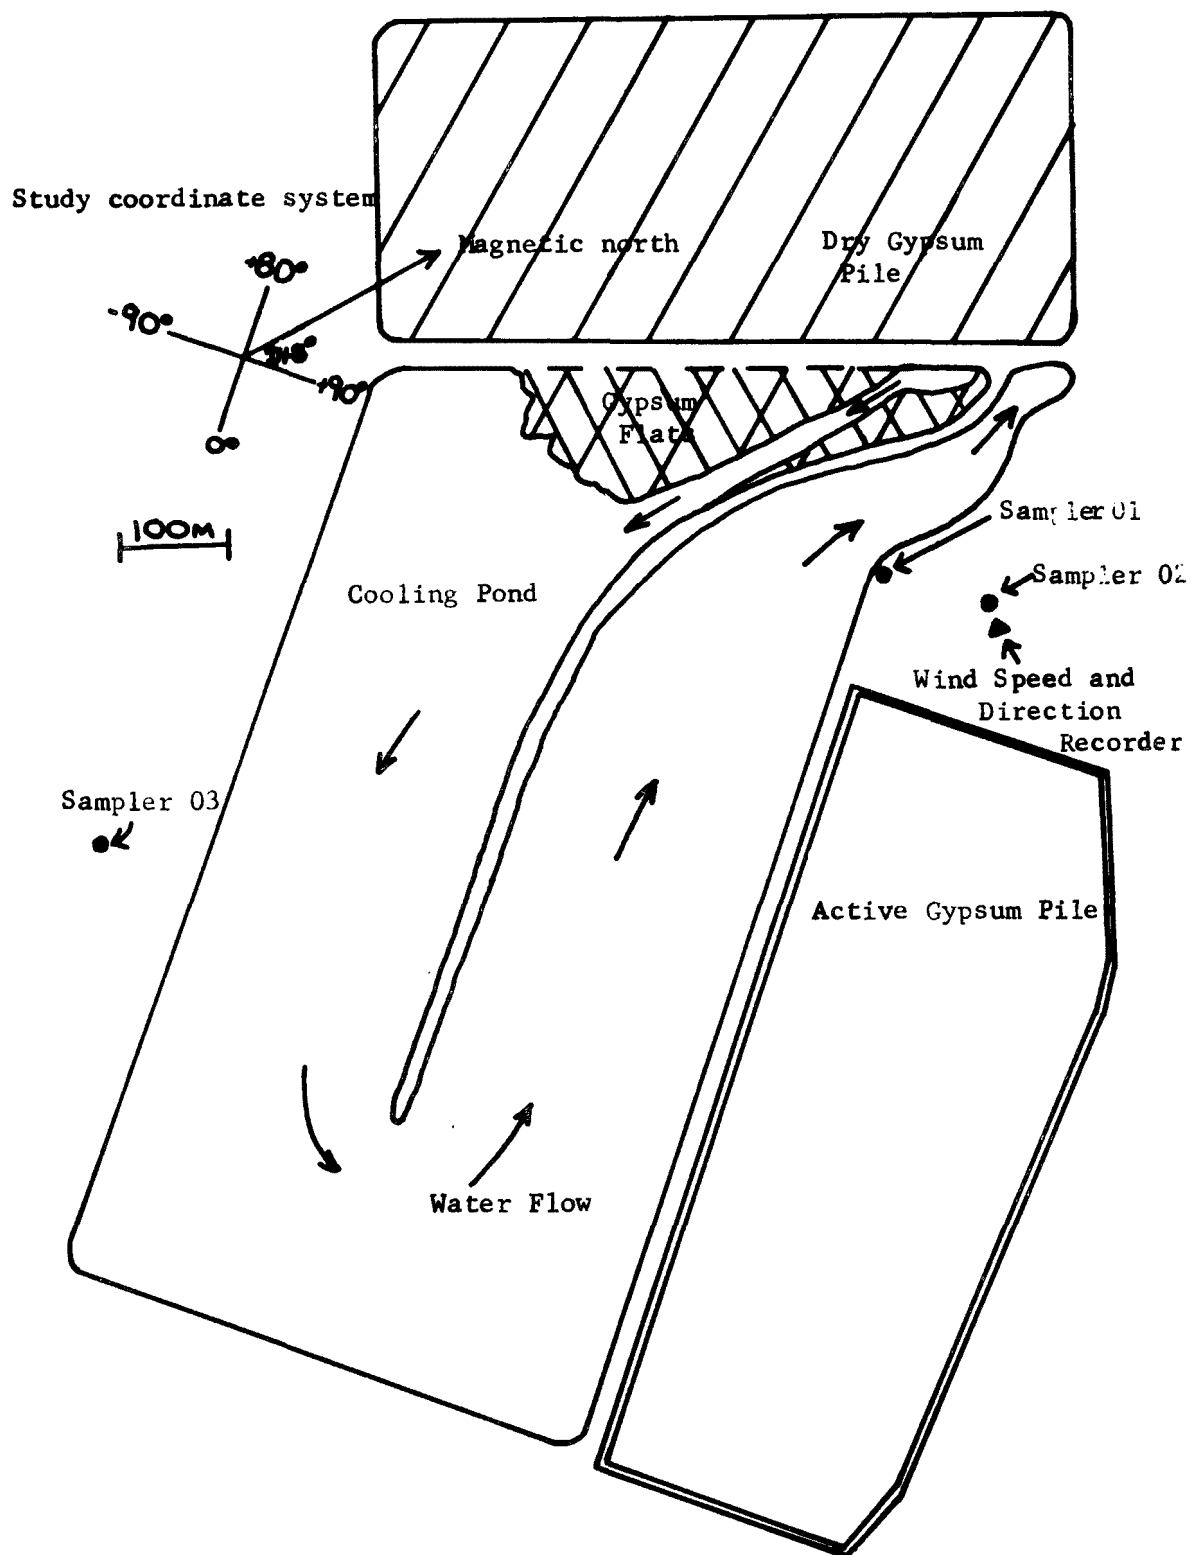 Study coordinate system
Magnetic north
Dry Gypsum
Pile
+80°
-90°
+90°
0°
Gypsum
Flats
100M
Sampler 01
Sampler 02
Cooling Pond
Wind Speed and
Direction
Recorder
Sampler 03
Active Gypsum Pile
Water Flow